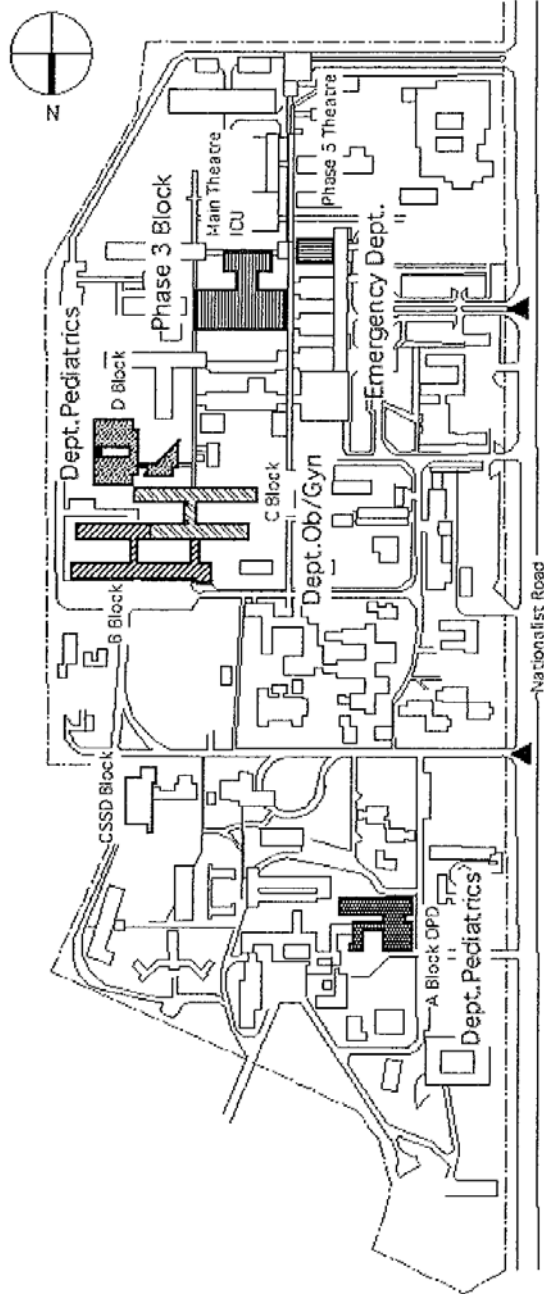 N
Dept. Pediatrics
D Block
Phase 3 Block
Main Theatre
ICU
Phase 5 Theatre
Emergency Dept.
C Block
Dept.Ob/Gyn
B Block
CSSD Block
A Block OPD
Dept.Pediatrics
Nationalist Road